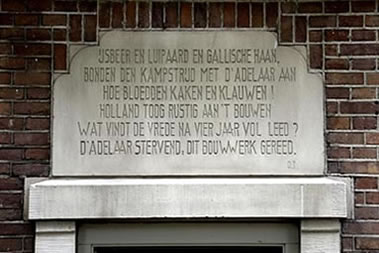 IJSBEER EN LUIPAARD EN GALLISCHE HAAN,
BONDEN DEN KAMPSTRIJD MET D'ADELAAR AAN
HOE BLOEDDEN KAKEN EN KLAUWEN!
HOLLAND TOOG RUSTIG AAN 'T BOUWEN
WAT VINDT DE VREDE NA VIER JAAR VOL LEED?
D'ADELAAR STERVEND, DIT BOUWWERK GEREED.